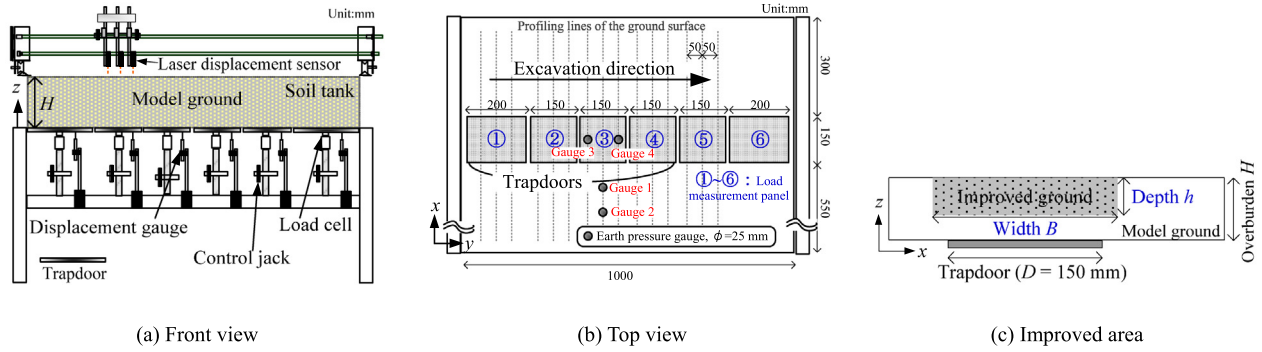 Unit:mm
Laser displacement sensor
z
H
Model ground
Soil tank
Displacement gauge
Load cell
Control jack
Trapdoor
(a) Front view
Unit:mm
Profiling lines of the ground surface
50 50
Excavation direction
300
200 150 150 150 150 200
① ② ③ ④ ⑤ ⑥
150
Gauge 3 Gauge 4
Trapdoors
Gauge 1
①~⑥ : Load
measurement panel
Gauge 2
x
y
550
Earth pressure gauge, ϕ=25 mm
1000
(b) Top view
Improved ground
Depth h
Width B
Model ground
Overburden H
z
x
Trapdoor (D = 150 mm)
(c) Improved area